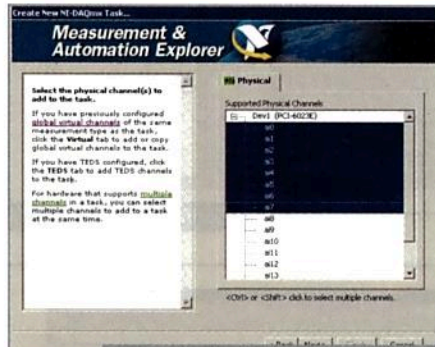 Create New NI-DAQmx Task...
Measurement &
Automation Explorer
Select the physical channel(s) to
add to the task.
If you have previously configured
global virtual channels of the same
measurement type as the task,
click the Virtual tab to add or copy
global virtual channels to the task.
If you have TEDS configured, click
the TEDS tab to add TEDS channels
to the task.
For hardware that supports multiple
channels in a task, you can select
multiple channels to add to a task
at the same time.
Physical
Supported Physical Channels
Dev1 (PCI-6023E)
ai0
ai1
ai2
ai3
ai4
ai5
ai6
ai7
ai8
ai9
ai10
ai11
ai12
ai13
<Ctrl> or <Shift> click to select multiple channels.
< Back Next > Cancel